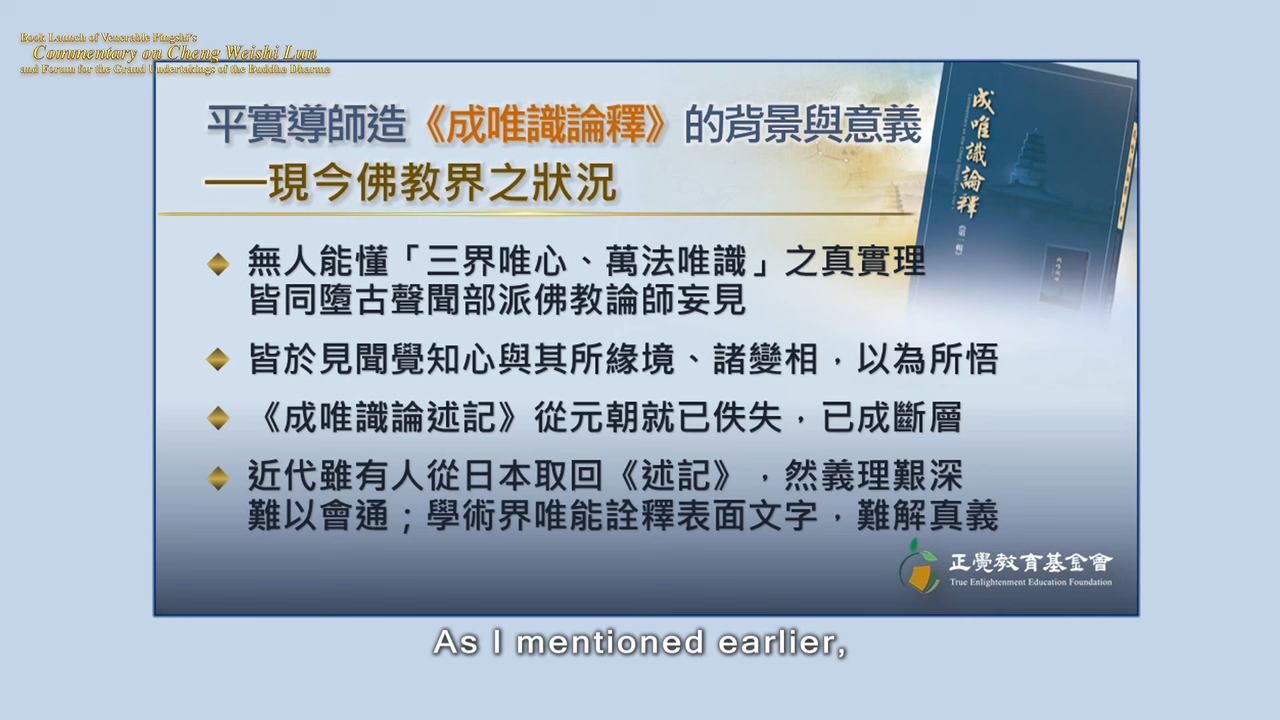 Book Launch of Venerable Pingshi's
Commentary on Cheng Weishi Lun
and Forum for the Grand Undertakings of the Buddha Dharma
平實導師造《成唯識論釋》的背景與意義
──現今佛教界之狀況
無人能懂「三界唯心、萬法唯識」之真實理
皆同墮古聲聞部派佛教論師妄見
皆於見聞覺知心與其所緣境、諸變相，以為所悟
《成唯識論述記》從元朝就已佚失，已成斷層
近代雖有人從日本取回《述記》，然義理艱深
難以會通；學術界唯能詮釋表面文字，難解真義
成唯識論釋
正覺教育基金會
True Enlightenment Education Foundation
As I mentioned earlier,